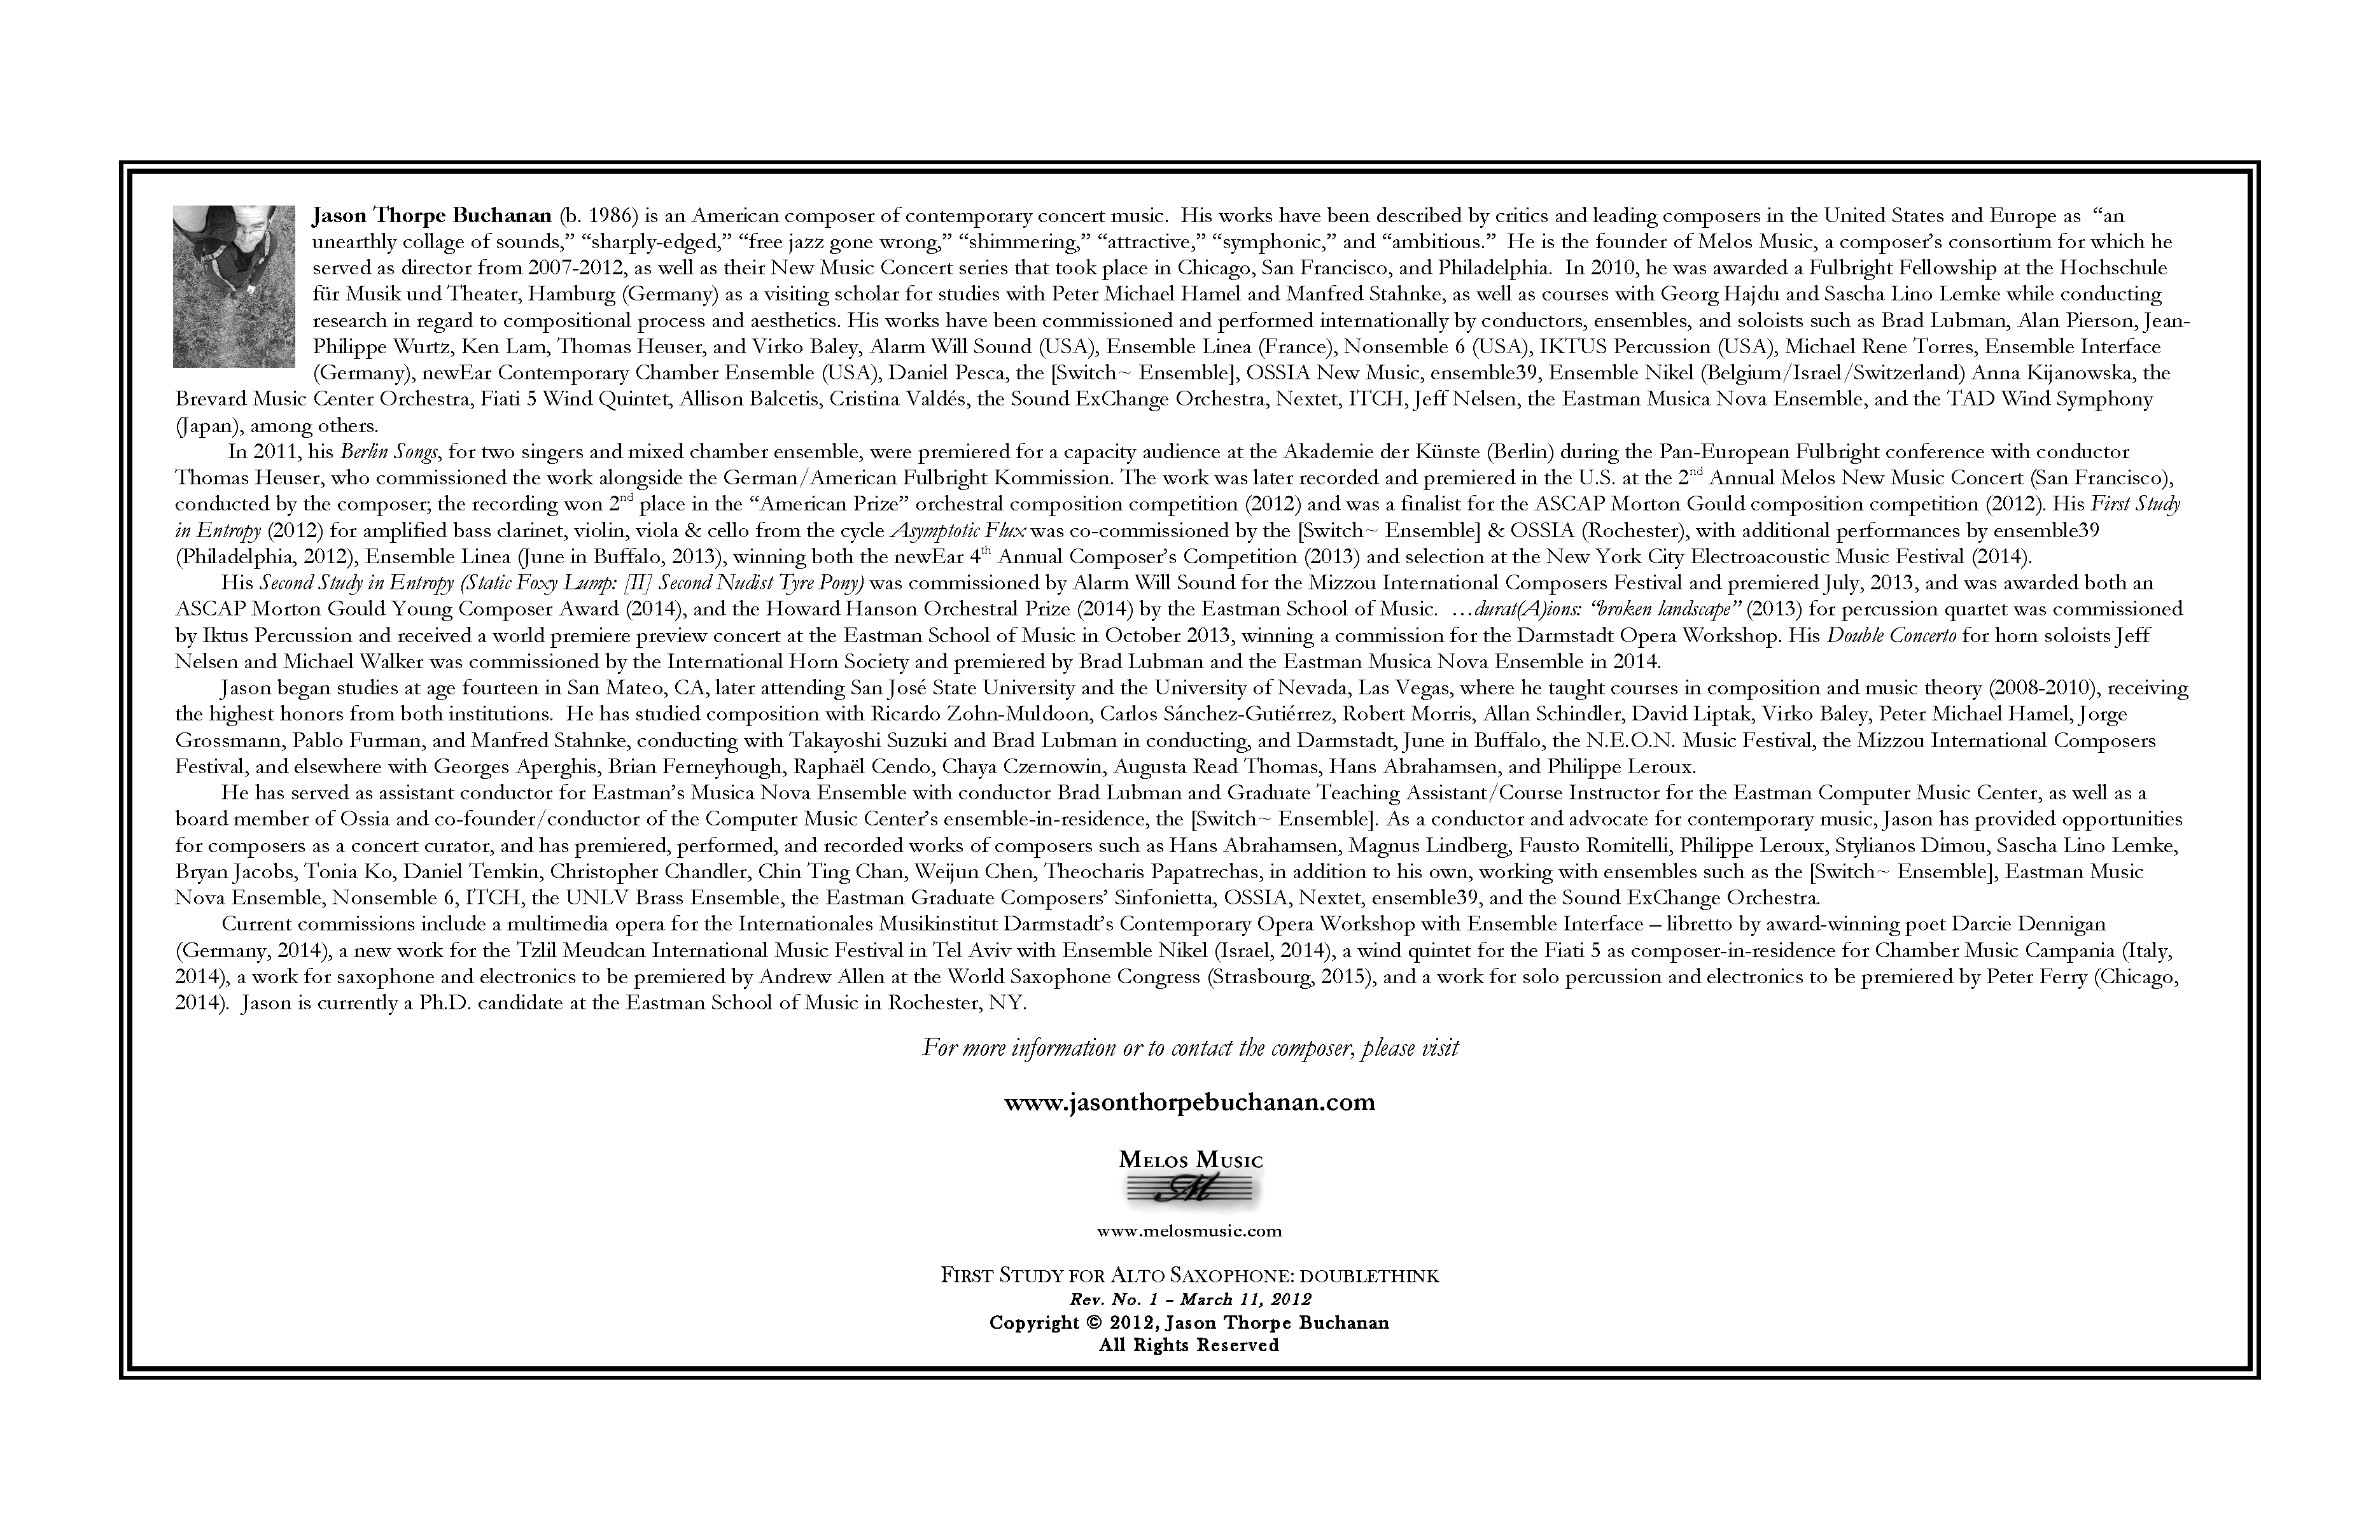 Jason Thorpe Buchanan (b. 1986) is an American composer of contemporary concert music.  His works have been described by critics and leading composers in the United States and Europe as  “an
unearthly collage of sounds,” “sharply-edged,” “free jazz gone wrong,” “shimmering,” “attractive,” “symphonic,” and “ambitious.”  He is the founder of Melos Music, a composer’s consortium for which he
served as director from 2007-2012, as well as their New Music Concert series that took place in Chicago, San Francisco, and Philadelphia.  In 2010, he was awarded a Fulbright Fellowship at the Hochschule
für Musik und Theater, Hamburg (Germany) as a visiting scholar for studies with Peter Michael Hamel and Manfred Stahnke, as well as courses with Georg Hajdu and Sascha Lino Lemke while conducting
research in regard to compositional process and aesthetics. His works have been commissioned and performed internationally by conductors, ensembles, and soloists such as Brad Lubman, Alan Pierson, Jean-
Philippe Wurtz, Ken Lam, Thomas Heuser, and Virko Baley, Alarm Will Sound (USA), Ensemble Linea (France), Nonsemble 6 (USA), IKTUS Percussion (USA), Michael Rene Torres, Ensemble Interface
(Germany), newEar Contemporary Chamber Ensemble (USA), Daniel Pesca, the [Switch~ Ensemble], OSSIA New Music, ensemble39, Ensemble Nikel (Belgium/Israel/Switzerland) Anna Kijanowska, the
Brevard Music Center Orchestra, Fiati 5 Wind Quintet, Allison Balcetis, Cristina Valdés, the Sound ExChange Orchestra, Nextet, ITCH, Jeff Nelsen, the Eastman Musica Nova Ensemble, and the TAD Wind Symphony
(Japan), among others.
In 2011, his Berlin Songs, for two singers and mixed chamber ensemble, were premiered for a capacity audience at the Akademie der Künste (Berlin) during the Pan-European Fulbright conference with conductor
Thomas Heuser, who commissioned the work alongside the German/American Fulbright Kommission. The work was later recorded and premiered in the U.S. at the 2nd Annual Melos New Music Concert (San Francisco),
conducted by the composer; the recording won 2nd place in the “American Prize” orchestral composition competition (2012) and was a finalist for the ASCAP Morton Gould composition competition (2012). His First Study
in Entropy (2012) for amplified bass clarinet, violin, viola & cello from the cycle Asymptotic Flux was co-commissioned by the [Switch~ Ensemble] & OSSIA (Rochester), with additional performances by ensemble39
(Philadelphia, 2012), Ensemble Linea (June in Buffalo, 2013), winning both the newEar 4th Annual Composer’s Competition (2013) and selection at the New York City Electroacoustic Music Festival (2014).
His Second Study in Entropy (Static Foxy Lump: [II] Second Nudist Tyre Pony) was commissioned by Alarm Will Sound for the Mizzou International Composers Festival and premiered July, 2013, and was awarded both an
ASCAP Morton Gould Young Composer Award (2014), and the Howard Hanson Orchestral Prize (2014) by the Eastman School of Music.  …durat(A)ions: “broken landscape” (2013) for percussion quartet was commissioned
by Iktus Percussion and received a world premiere preview concert at the Eastman School of Music in October 2013, winning a commission for the Darmstadt Opera Workshop. His Double Concerto for horn soloists Jeff
Nelsen and Michael Walker was commissioned by the International Horn Society and premiered by Brad Lubman and the Eastman Musica Nova Ensemble in 2014.
Jason began studies at age fourteen in San Mateo, CA, later attending San José State University and the University of Nevada, Las Vegas, where he taught courses in composition and music theory (2008-2010), receiving
the highest honors from both institutions.  He has studied composition with Ricardo Zohn-Muldoon, Carlos Sánchez-Gutiérrez, Robert Morris, Allan Schindler, David Liptak, Virko Baley, Peter Michael Hamel, Jorge
Grossmann, Pablo Furman, and Manfred Stahnke, conducting with Takayoshi Suzuki and Brad Lubman in conducting, and Darmstadt, June in Buffalo, the N.E.O.N. Music Festival, the Mizzou International Composers
Festival, and elsewhere with Georges Aperghis, Brian Ferneyhough, Raphaël Cendo, Chaya Czernowin, Augusta Read Thomas, Hans Abrahamsen, and Philippe Leroux.
He has served as assistant conductor for Eastman’s Musica Nova Ensemble with conductor Brad Lubman and Graduate Teaching Assistant/Course Instructor for the Eastman Computer Music Center, as well as a
board member of Ossia and co-founder/conductor of the Computer Music Center’s ensemble-in-residence, the [Switch~ Ensemble]. As a conductor and advocate for contemporary music, Jason has provided opportunities
for composers as a concert curator, and has premiered, performed, and recorded works of composers such as Hans Abrahamsen, Magnus Lindberg, Fausto Romitelli, Philippe Leroux, Stylianos Dimou, Sascha Lino Lemke,
Bryan Jacobs, Tonia Ko, Daniel Temkin, Christopher Chandler, Chin Ting Chan, Weijun Chen, Theocharis Papatrechas, in addition to his own, working with ensembles such as the [Switch~ Ensemble], Eastman Music
Nova Ensemble, Nonsemble 6, ITCH, the UNLV Brass Ensemble, the Eastman Graduate Composers’ Sinfonietta, OSSIA, Nextet, ensemble39, and the Sound ExChange Orchestra.
Current commissions include a multimedia opera for the Internationales Musikinstitut Darmstadt’s Contemporary Opera Workshop with Ensemble Interface – libretto by award-winning poet Darcie Dennigan
(Germany, 2014), a new work for the Tzlil Meudcan International Music Festival in Tel Aviv with Ensemble Nikel (Israel, 2014), a wind quintet for the Fiati 5 as composer-in-residence for Chamber Music Campania (Italy,
2014), a work for saxophone and electronics to be premiered by Andrew Allen at the World Saxophone Congress (Strasbourg, 2015), and a work for solo percussion and electronics to be premiered by Peter Ferry (Chicago,
2014).  Jason is currently a Ph.D. candidate at the Eastman School of Music in Rochester, NY.
For more information or to contact the composer, please visit
www.jasonthorpebuchanan.com
MELOS MUSIC
M
www.melosmusic.com
FIRST STUDY FOR ALTO SAXOPHONE: DOUBLETHINK
Rev. No. 1 – March 11, 2012
Copyright © 2012, Jason Thorpe Buchanan
All Rights Reserved